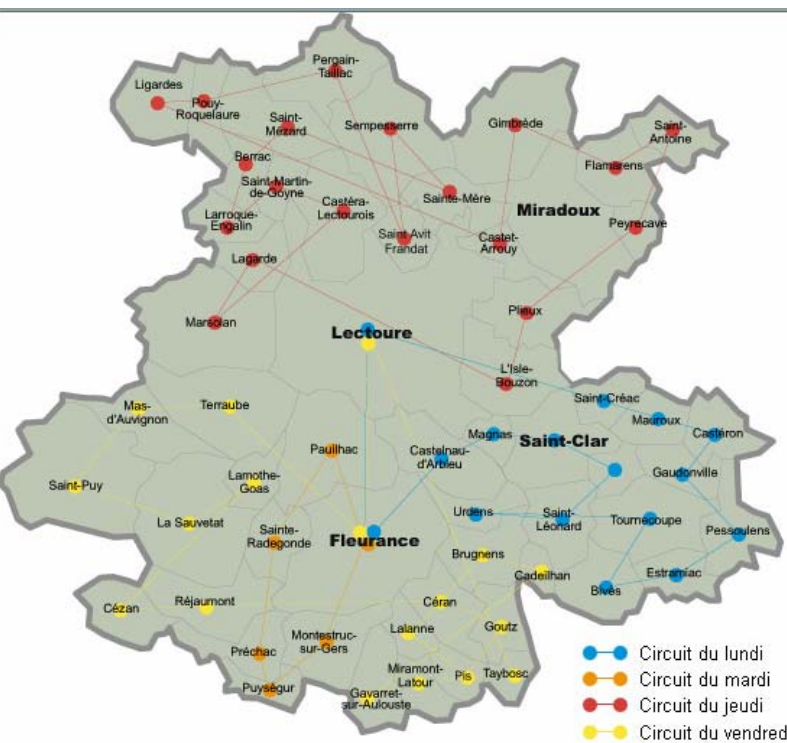 Pergain-
Taillac
Ligardes
Pouy-
Roquelaure
Saint-
Mézard
Sempesserre
Gimbrède
Saint-
Antoine
Berrac
Flamarens
Saint-Martin-
de-Goyne
Castéra-
Lectourois
Sainte-Mère
Miradoux
Larroque-
Engalin
Saint Avit
Frandat
Castet-
Arrouy
Peyrecave
Lagarde
Marsolan
Plieux
Lectoure
L'Isle-
Bouzon
Saint-Créac
Mas-
d'Auvignon
Terraube
Mauroux
Castéron
Magnas
Saint-Clar
Pauilhac
Castelnau-
d'Arbieu
Saint-Puy
Lamothe-
Goas
Gaudonville
La Sauvetat
Sainte-
Radegonde
Fleurance
Urdens
Saint-
Léonard
Tournecoupe
Pessoulens
Brugnens
Cadeilhan
Estramiac
Bivès
Cézan
Réjaumont
Céran
Lalanne
Goutz
Montestruc-
sur-Gers
Préchac
Puységur
Miramont-
Latour
Pis
Taybosc
Gavarret-
sur-Aulouste
Circuit du lundi
Circuit du mardi
Circuit du jeudi
Circuit du vendred